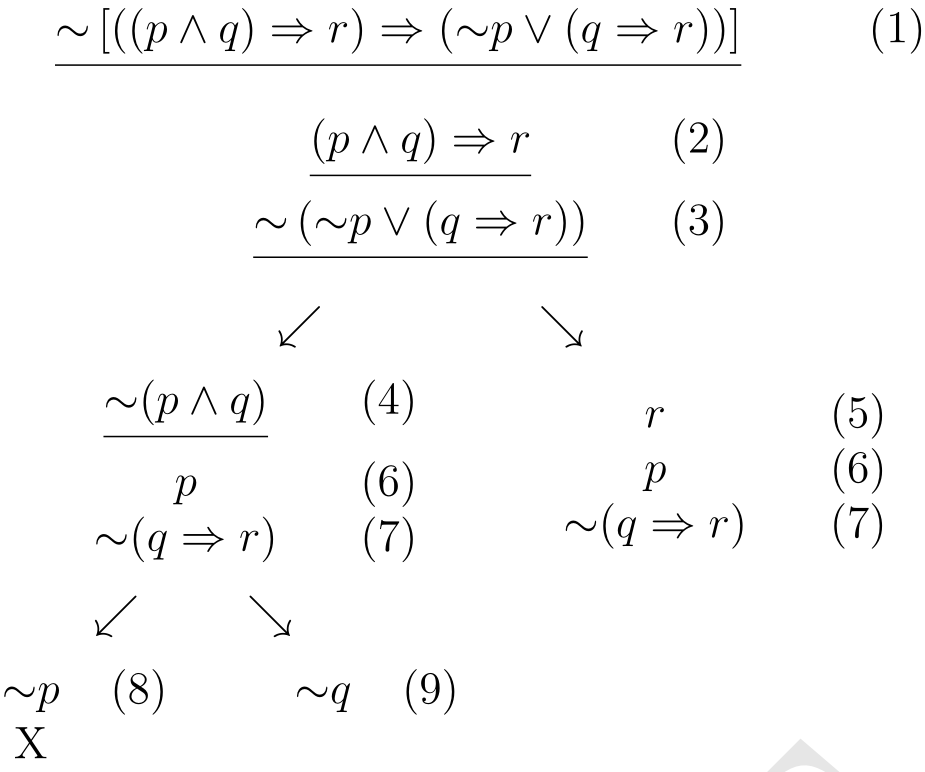 ∼[((p ∧ q) ⇒ r) ⇒ (∼p ∨ (q ⇒ r))] (1)
(p ∧ q) ⇒ r (2)
∼(∼p ∨ (q ⇒ r)) (3)
↙ ↘
∼(p ∧ q) (4) r (5)
p (6) p (6)
∼(q ⇒ r) (7) ∼(q ⇒ r) (7)
↙ ↘
∼p (8) ∼q (9)
X